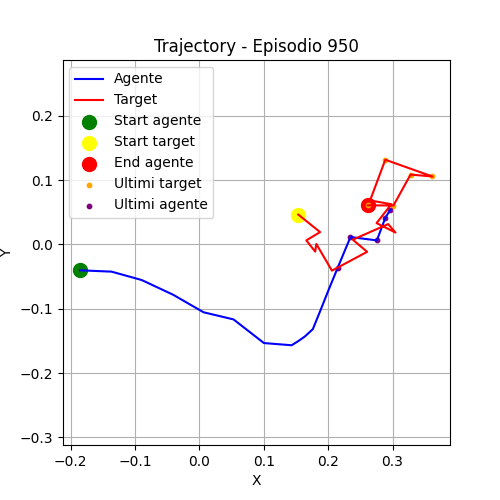 Trajectory - Episodio 950
Agente
Target
Start agente
Start target
End agente
Ultimi target
Ultimi agente
Y
0.2
0.1
0.0
−0.1
−0.2
−0.3
−0.2
−0.1
0.0
0.1
0.2
0.3
X